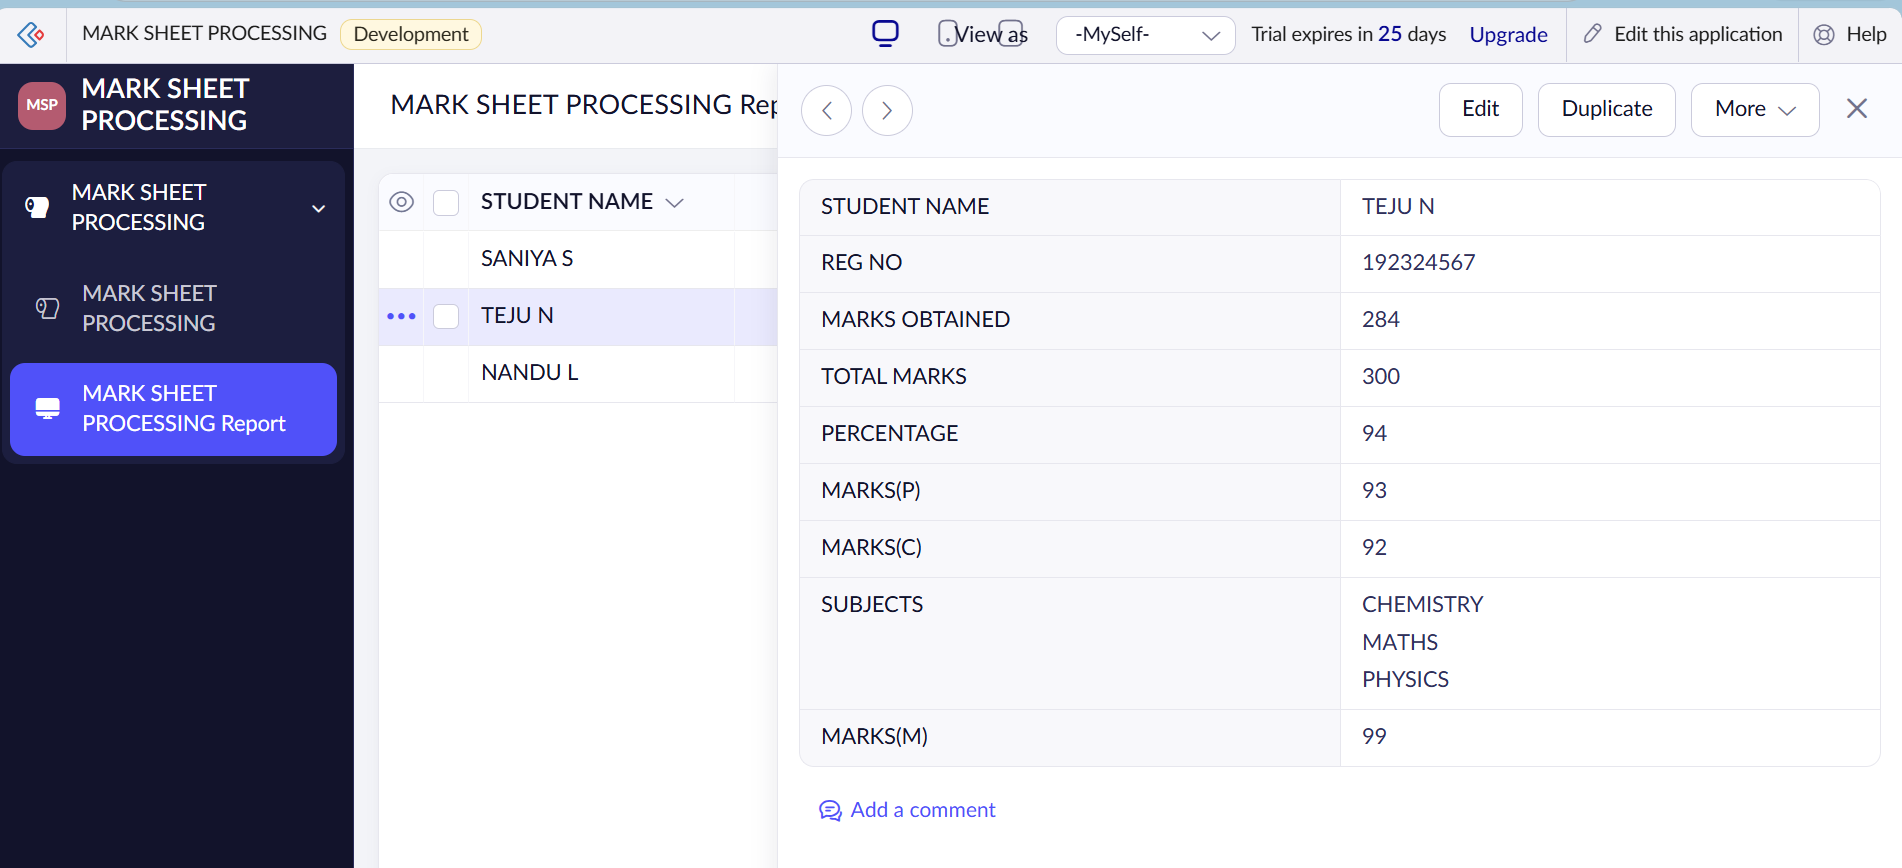 MARK SHEET PROCESSING
Development
View as
-MySelf-
Trial expires in 25 days
Upgrade
Edit this application
Help
MSP
MARK SHEET
PROCESSING
MARK SHEET
PROCESSING
MARK SHEET
PROCESSING
MARK SHEET
PROCESSING Report
MARK SHEET PROCESSING Rep
STUDENT NAME
SANIYA S
TEJU N
NANDU L
Edit
Duplicate
More
STUDENT NAME TEJU N
REG NO 192324567
MARKS OBTAINED 284
TOTAL MARKS 300
PERCENTAGE 94
MARKS(P) 93
MARKS(C) 92
SUBJECTS CHEMISTRY
MATHS
PHYSICS
MARKS(M) 99
Add a comment